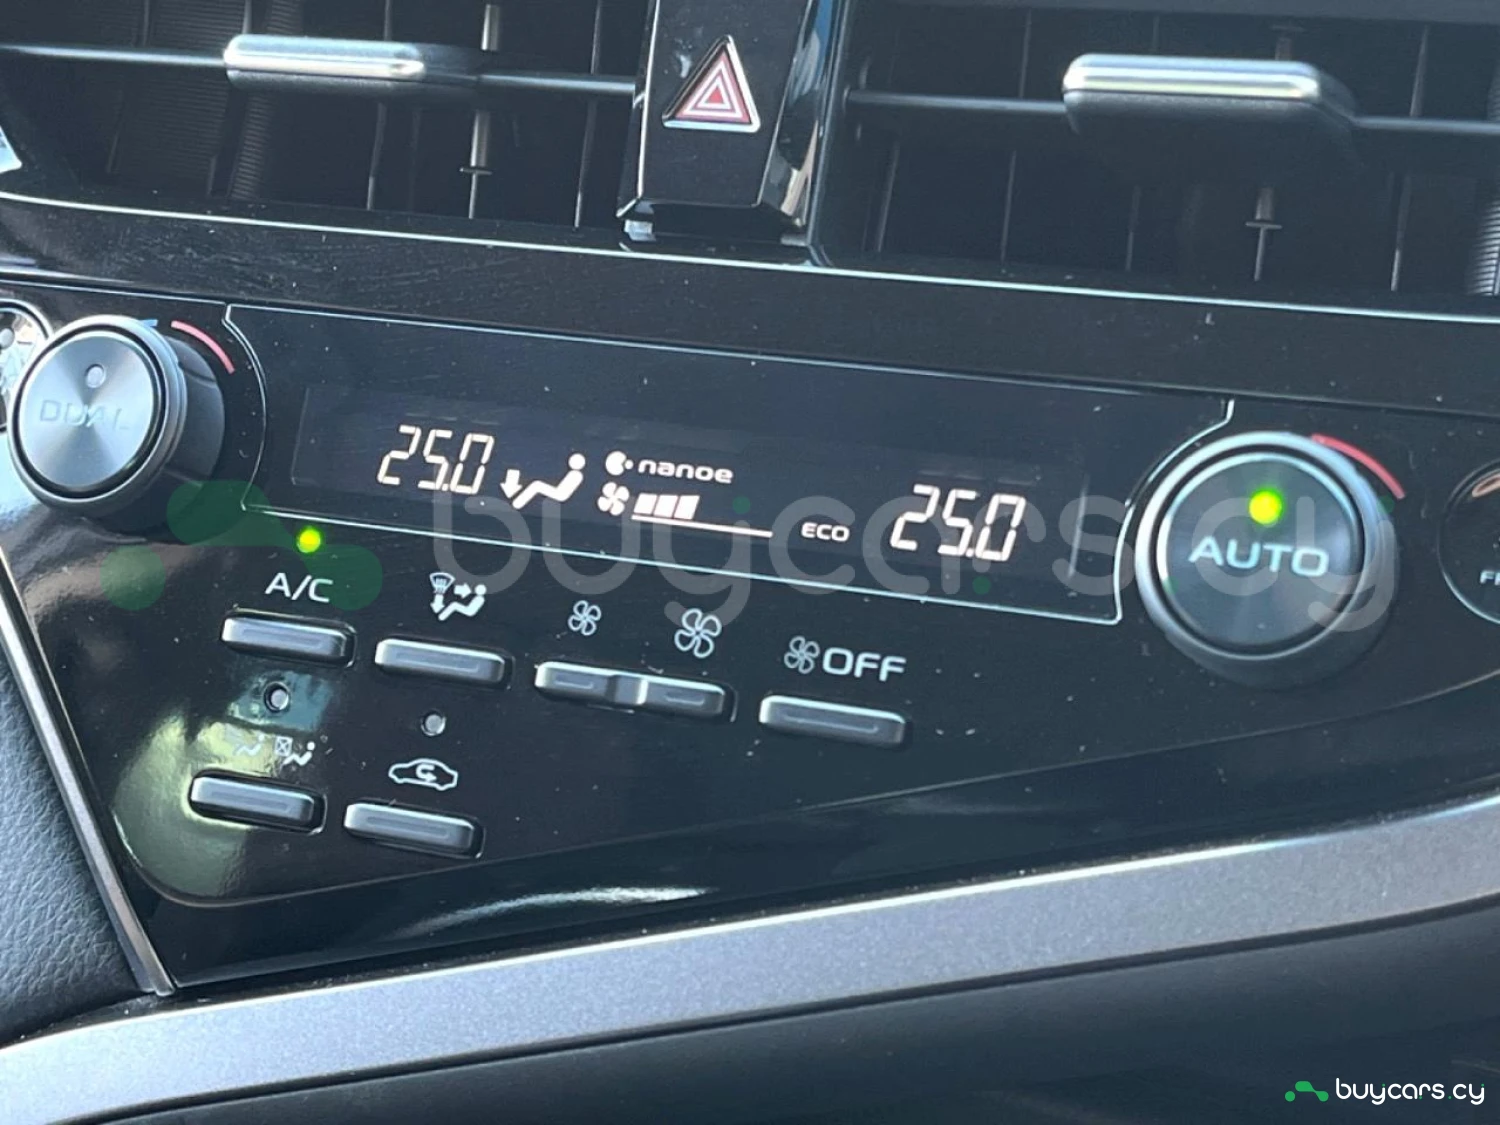 DUAL
25.0
nanoe
ECO
25.0
AUTO
A/C
OFF
buycars.cy
buycars.cy